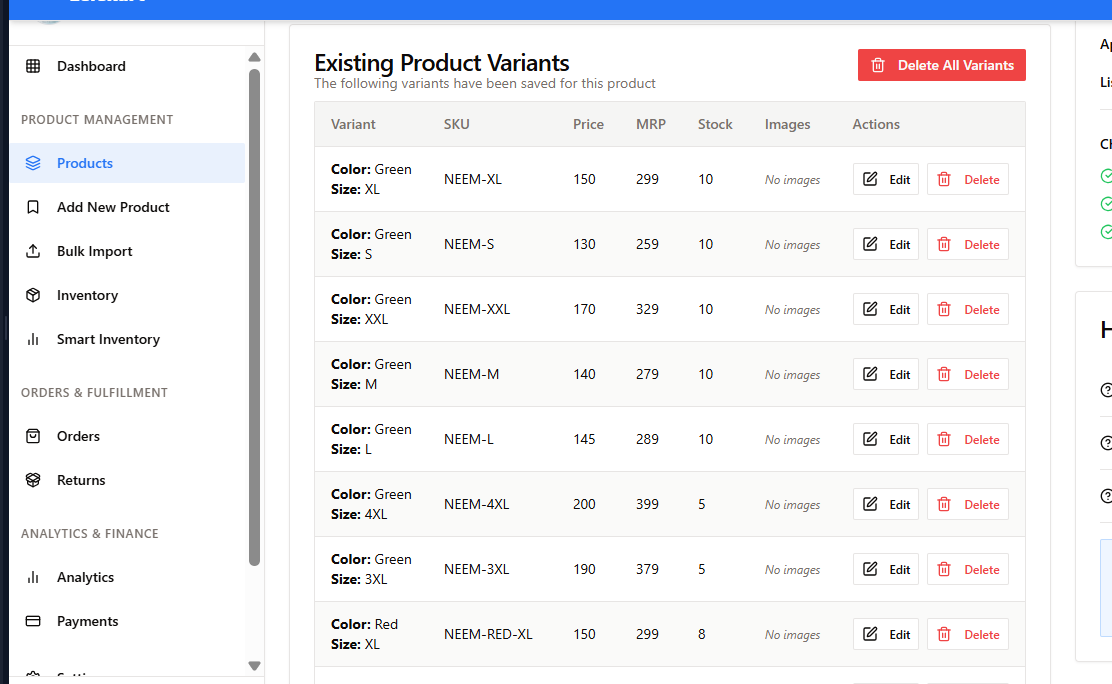 Dashboard
PRODUCT MANAGEMENT
Products
Add New Product
Bulk Import
Inventory
Smart Inventory
ORDERS & FULFILLMENT
Orders
Returns
ANALYTICS & FINANCE
Analytics
Payments
Existing Product Variants
The following variants have been saved for this product
Delete All Variants
Variant SKU Price MRP Stock Images Actions
Color: Green
Size: XL
NEEM-XL 150 299 10 No images Edit Delete
Color: Green
Size: S
NEEM-S 130 259 10 No images Edit Delete
Color: Green
Size: XXL
NEEM-XXL 170 329 10 No images Edit Delete
Color: Green
Size: M
NEEM-M 140 279 10 No images Edit Delete
Color: Green
Size: L
NEEM-L 145 289 10 No images Edit Delete
Color: Green
Size: 4XL
NEEM-4XL 200 399 5 No images Edit Delete
Color: Green
Size: 3XL
NEEM-3XL 190 379 5 No images Edit Delete
Color: Red
Size: XL
NEEM-RED-XL 150 299 8 No images Edit Delete